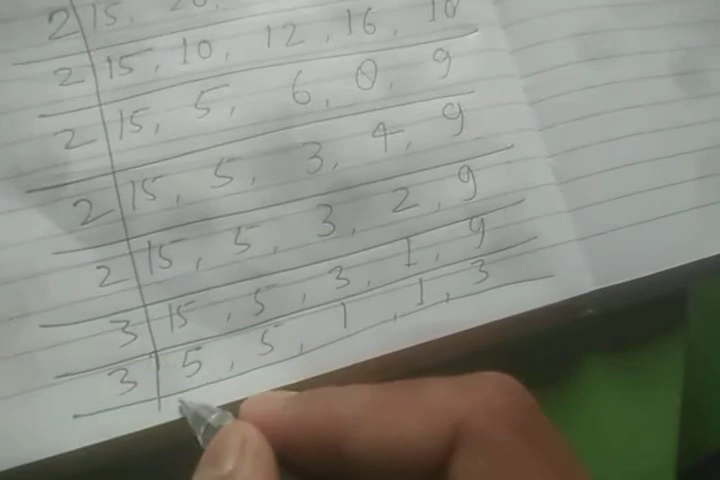 2 15, 20,
2 15, 10, 12, 16, 18
2 15, 5, 6, 8, 9
2 15, 5, 3, 4, 9
2 15, 5, 3, 2, 9
3 15, 5, 3, 1, 9
3 5, 5, 1, 1, 3